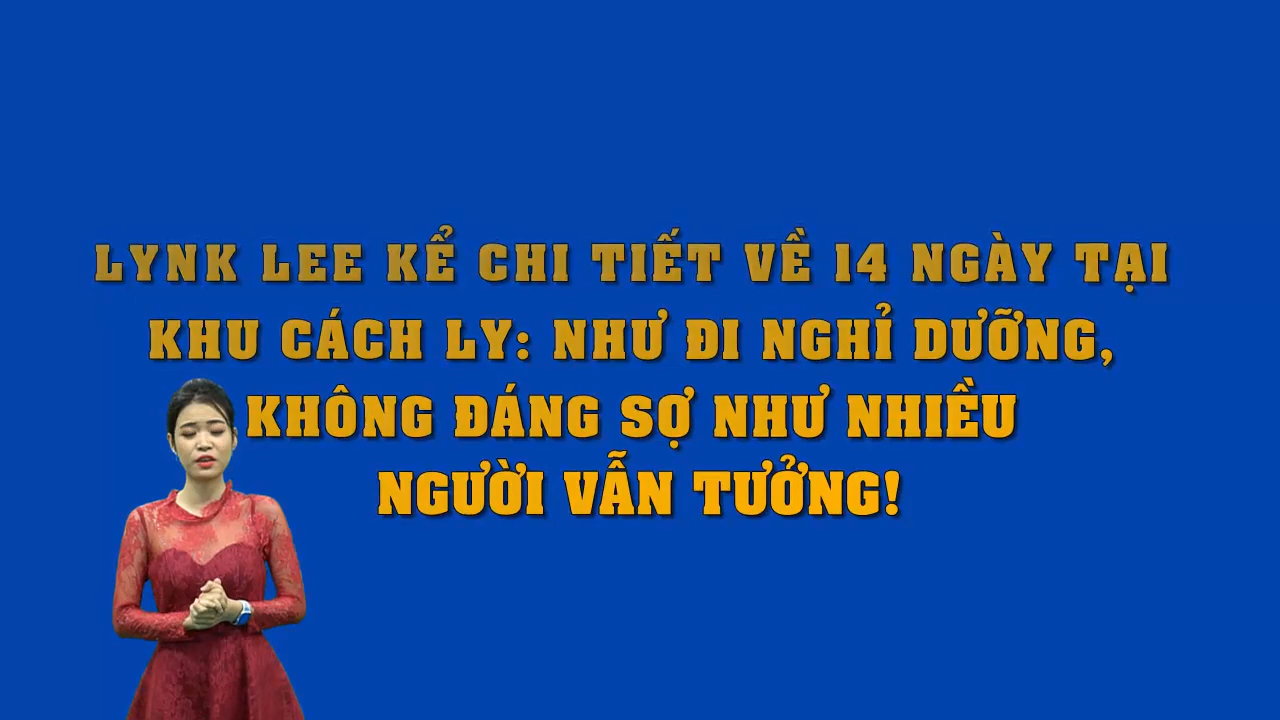 LYNK LEE KỂ CHI TIẾT VỀ 14 NGÀY TẠI
KHU CÁCH LY: NHƯ ĐI NGHỈ DƯỠNG,
KHÔNG ĐÁNG SỢ NHƯ NHIỀU
NGƯỜI VẪN TƯỞNG!